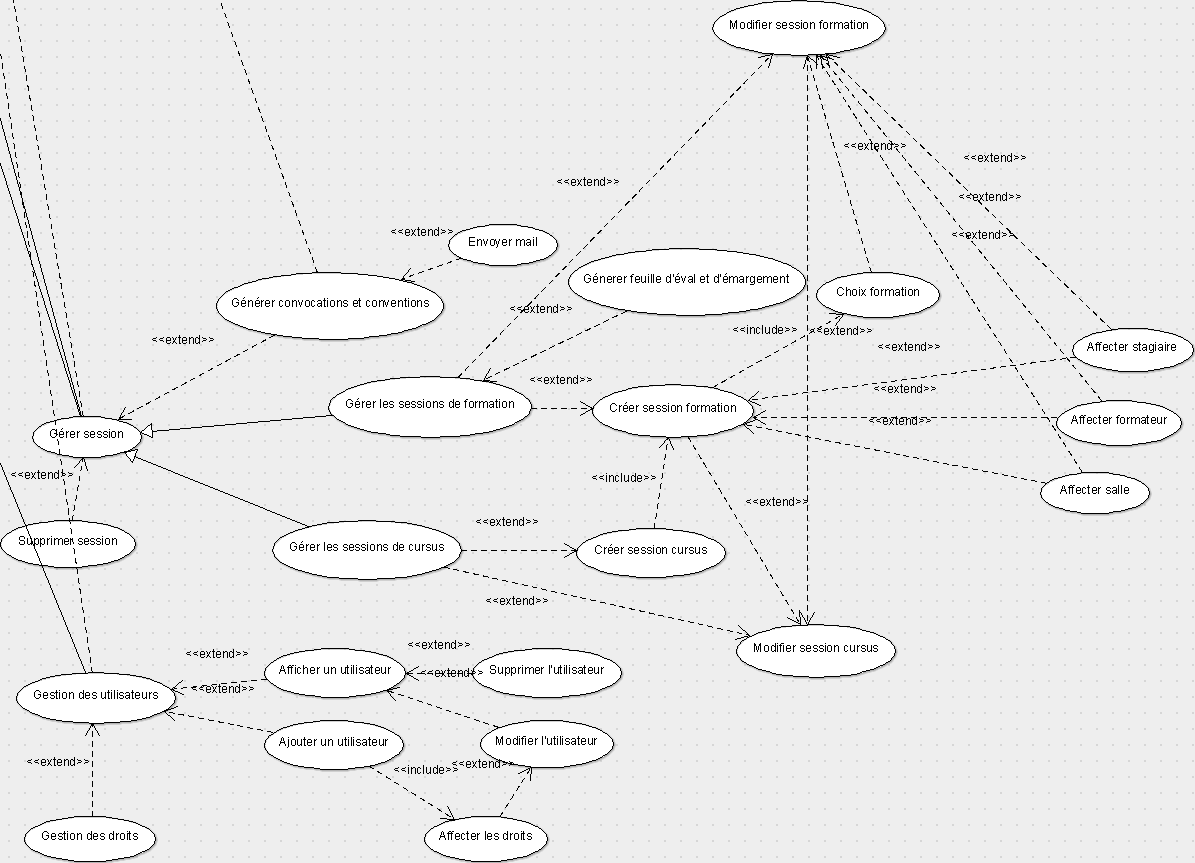 Modifier session formation
<<extend>>
<<extend>>
<<extend>>
<<extend>>
<<extend>>
<<extend>>
Envoyer mail
Génerer feuille d'éval et d'émargement
Choix formation
Générer convocations et conventions
<<extend>>
<<include>>
<<extend>>
<<extend>>
<<extend>>
Affecter stagiaire
<<extend>>
<<extend>>
Gérer les sessions de formation
Créer session formation
<<extend>>
Affecter formateur
Gérer session
<<extend>>
<<include>>
Affecter salle
<<extend>>
<<extend>>
Supprimer session
Gérer les sessions de cursus
Créer session cursus
<<extend>>
<<extend>>
<<extend>>
Modifier session cursus
Afficher un utilisateur
<<extend>>
Supprimer l'utilisateur
Gestion des utilisateurs
<<extend>>
Ajouter un utilisateur
Modifier l'utilisateur
<<extend>>
<<include>>
<<extend>>
Gestion des droits
Affecter les droits